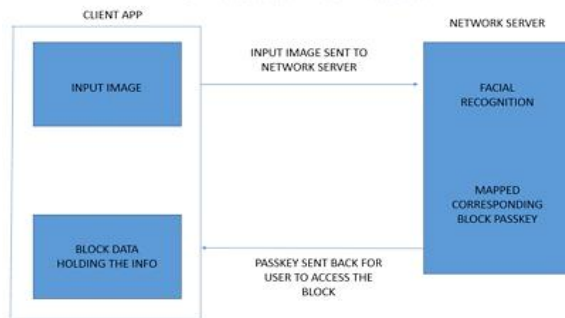 CLIENT APP
NETWORK SERVER
INPUT IMAGE
INPUT IMAGE SENT TO
NETWORK SERVER
FACIAL
RECOGNITION
MAPPED
CORRESPONDING
BLOCK PASSKEY
BLOCK DATA
HOLDING THE INFO
PASSKEY SENT BACK FOR
USER TO ACCESS THE
BLOCK